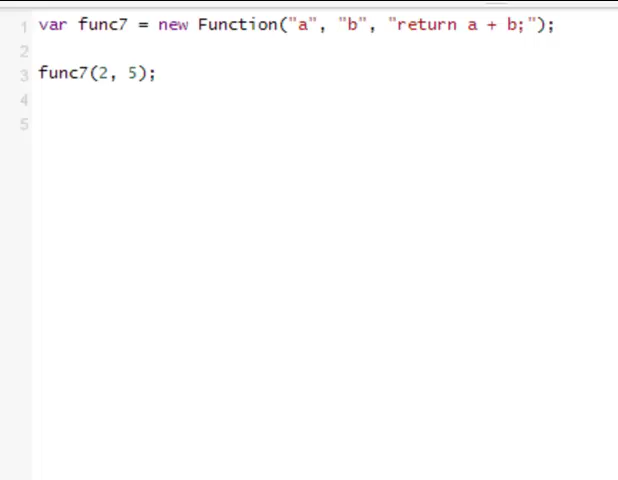 1 var func7 = new Function("a", "b", "return a + b;");
2
3 func7(2, 5);
4
5